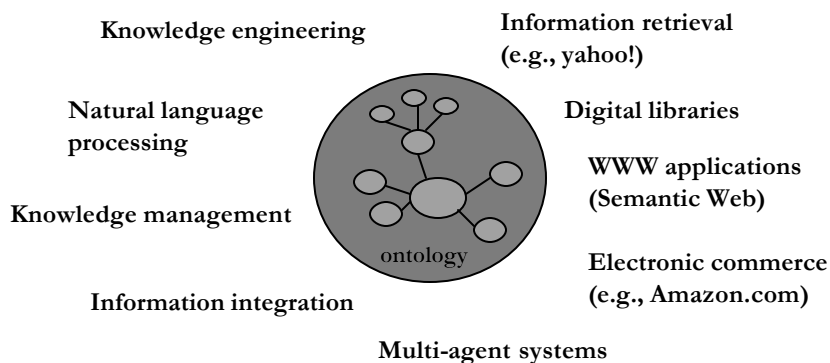 Knowledge engineering
Information retrieval
(e.g., yahoo!)
Natural language
processing
Digital libraries
WWW applications
(Semantic Web)
Knowledge management
ontology
Electronic commerce
(e.g., Amazon.com)
Information integration
Multi-agent systems